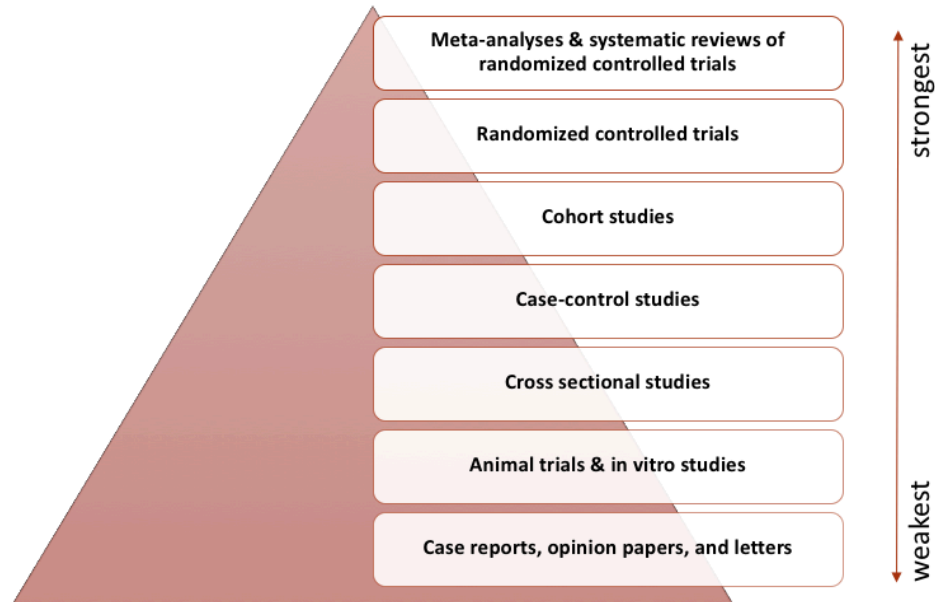 Meta-analyses & systematic reviews of
randomized controlled trials
Randomized controlled trials
Cohort studies
Case-control studies
Cross sectional studies
Animal trials & in vitro studies
Case reports, opinion papers, and letters
strongest
weakest